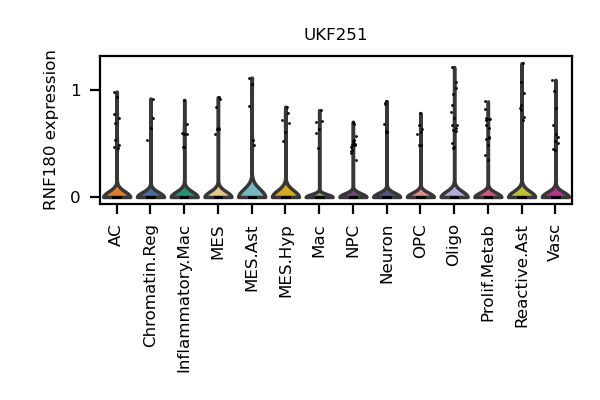 UKF251
RNF180 expression
1
0
AC
Chromatin.Reg
Inflammatory.Mac
MES
MES.Ast
MES.Hyp
Mac
NPC
Neuron
OPC
Oligo
Prolif.Metab
Reactive.Ast
Vasc